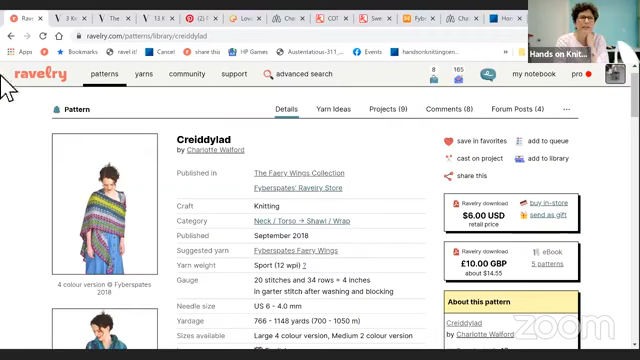 Rav
3 K
The
13 K
(2) P
Lov
Cha
COT
Swe
Fyb
Cha
Hom
ravelry.com/patterns/library/creiddylad
Apps
share this
Bookmarks
ravel it!
Cancel
share this
HP Games
Austentatious-311...
Facebook
Events
handsonknittingcen...
Hands on Knit...
ravelry
patterns
yarns
community
support
advanced search
8
165
my notebook
pro
Pattern
Details
Yarn Ideas
Projects (9)
Comments (8)
Forum Posts (4)
Creiddylad
by Charlotte Walford
Published in
The Faery Wings Collection
Fyberspates' Ravelry Store
Craft
Knitting
Category
Neck / Torso → Shawl / Wrap
Published
September 2018
Suggested yarn
Fyberspates Faery Wings
Yarn weight
Sport (12 wpi) ?
Gauge
20 stitches and 34 rows = 4 inches
in garter stitch after washing and blocking
Needle size
US 6 - 4.0 mm
Yardage
766 - 1148 yards (700 - 1050 m)
Sizes available
Large 4 colour version, Medium 2 colour version
4 colour version © Fyberspates
2018
save in favorites
add to queue
cast on project
add to library
share this
Ravelry download
$6.00 USD
retail price
buy in-store
send as gift
Ravelry download
£10.00 GBP
about $14.55
eBook
5 patterns
About this pattern
Creiddylad
by Charlotte Walford
zoom